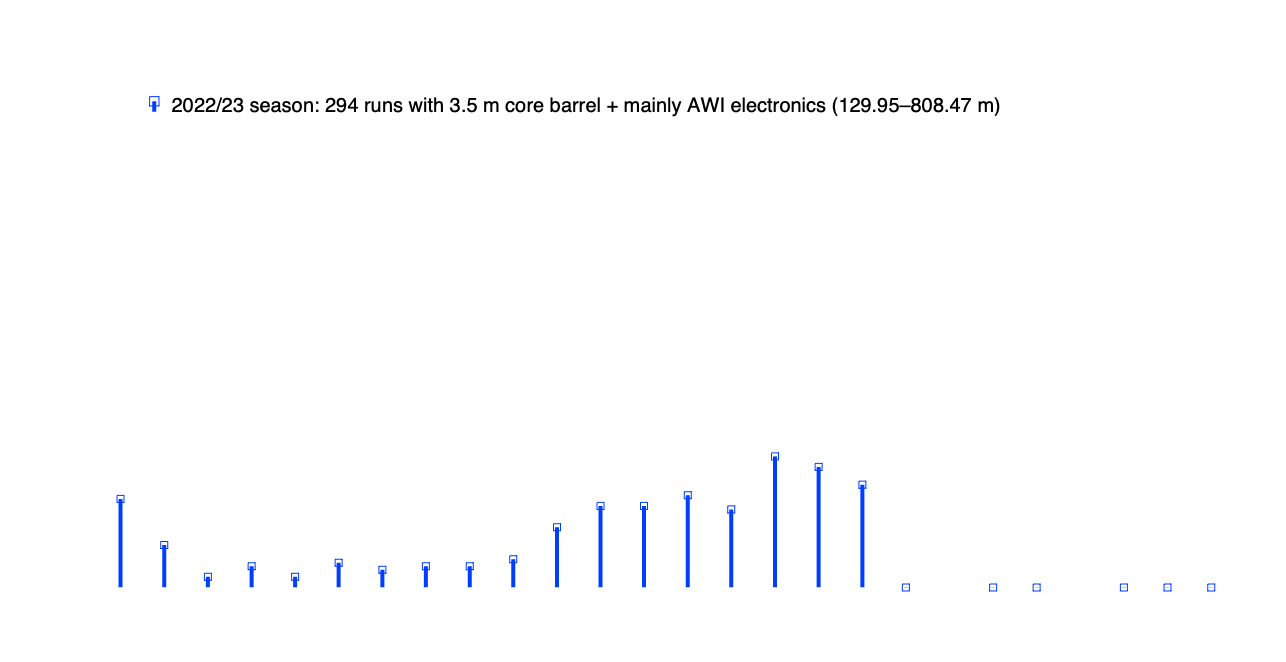 2022/23 season: 294 runs with 3.5 m core barrel + mainly AWI electronics (129.95–808.47 m)